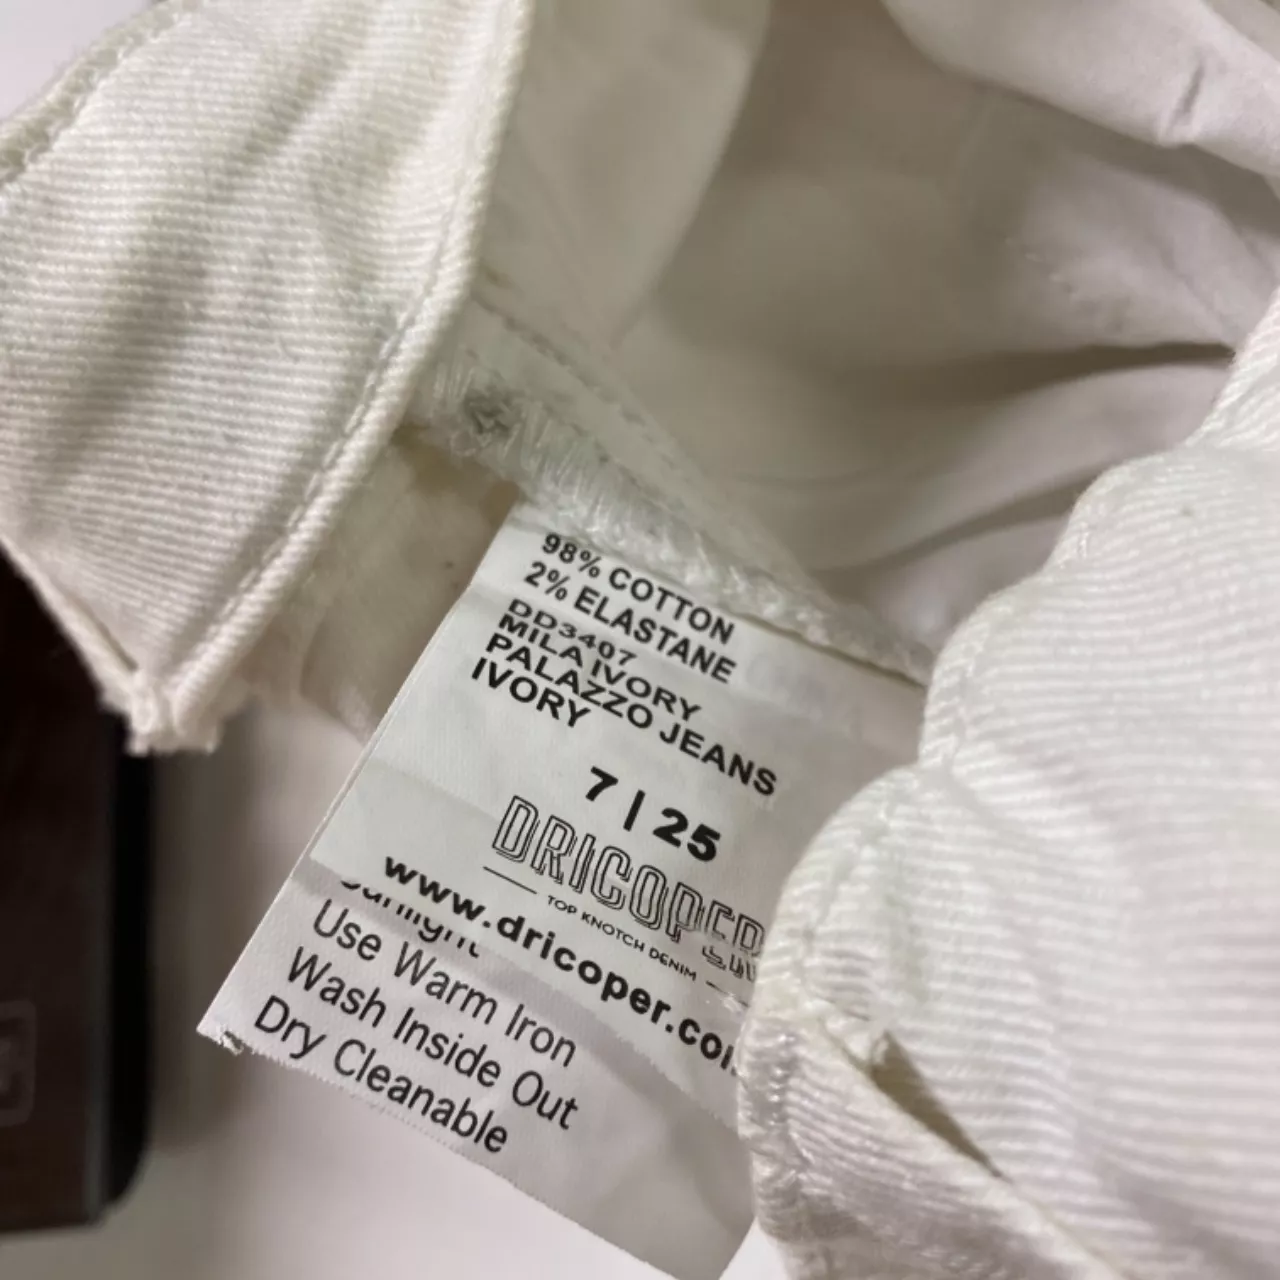 98% COTTON
2% ELASTANE
DD3407
MILA IVORY
PALAZZO JEANS
IVORY
7 | 25
DRICOPER
TOP KNOTCH DENIM
www.dricoper.co
Use Warm Iron
Wash Inside Out
Dry Cleanable